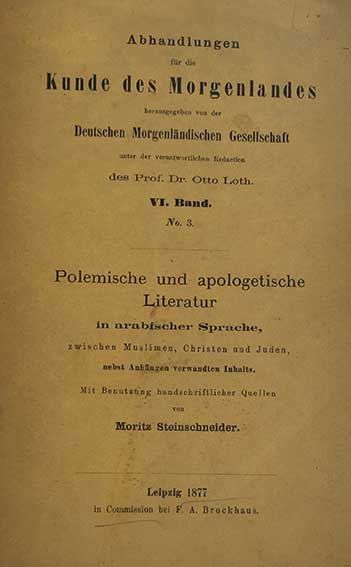 Abhandlungen
für die
Kunde des Morgenlandes
herausgegeben von der
Deutschen Morgenländischen Gesellschaft
unter der verantwortlichen Redaction
des Prof. Dr. Otto Loth.
VI. Band.
No. 3.
Polemische und apologetische
Literatur
in arabischer Sprache,
zwischen Muslimen, Christen und Juden,
nebst Anhängen verwandten Inhalts.
Mit Benutzung handschriftlicher Quellen
von
Moritz Steinschneider.
Leipzig 1877
in Commission bei F. A. Brockhaus.